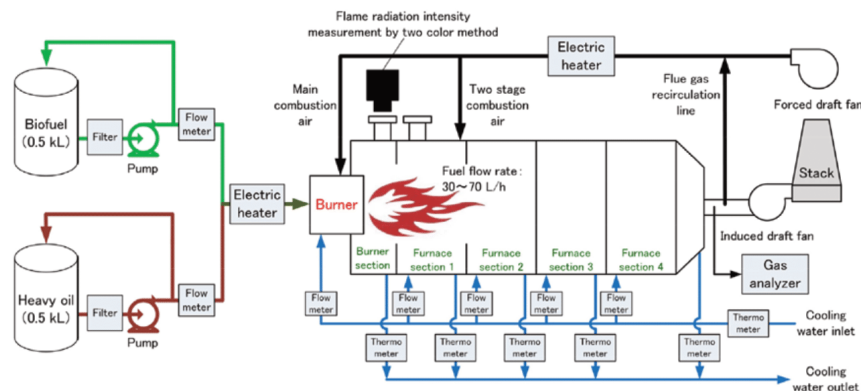 Flame radiation intensity
measurement by two color method
Main
combustion
air
Two stage
combustion
air
Electric
heater
Flue gas
recirculation
line
Forced draft fan
Stack
Biofuel
(0.5 kL)
Filter
Pump
Flow
meter
Electric
heater
Burner
Fuel flow rate:
30～70 L/h
Induced draft fan
Gas
analyzer
Heavy oil
(0.5 kL)
Filter
Pump
Flow
meter
Burner
section
Furnace
section 1
Furnace
section 2
Furnace
section 3
Furnace
section 4
Flow
meter
Flow
meter
Flow
meter
Flow
meter
Flow
meter
Thermo
meter
Cooling
water inlet
Thermo
meter
Thermo
meter
Thermo
meter
Thermo
meter
Thermo
meter
Cooling
water outlet